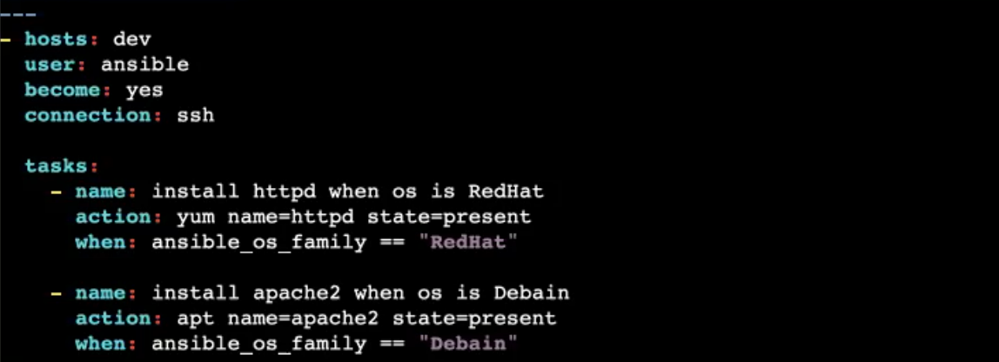 ---
- hosts: dev
  user: ansible
  become: yes
  connection: ssh

  tasks:
    - name: install httpd when os is RedHat
      action: yum name=httpd state=present
      when: ansible_os_family == "RedHat"

    - name: install apache2 when os is Debain
      action: apt name=apache2 state=present
      when: ansible_os_family == "Debain"